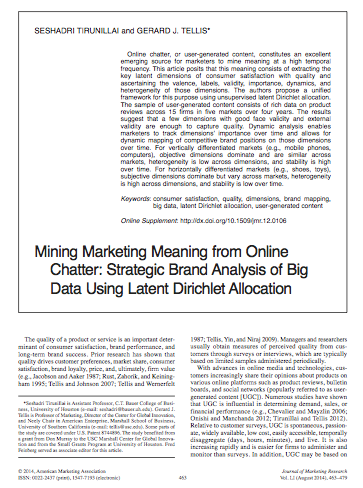 SESHADRI TIRUNILLAI and GERARD J. TELLIS*
Online chatter, or user-generated content, constitutes an excellent
emerging source for marketers to mine meaning at a high temporal
frequency. This article posits that this meaning consists of extracting the
key latent dimensions of consumer satisfaction with quality and
ascertaining the valence, labels, validity, importance, dynamics, and
heterogeneity of those dimensions. The authors propose a unified
framework for this purpose using unsupervised latent Dirichlet allocation.
The sample of user-generated content consists of rich data on product
reviews across 15 firms in five markets over four years. The results
suggest that a few dimensions with good face validity and external
validity are enough to capture quality. Dynamic analysis enables
marketers to track dimensions' importance over time and allows for
dynamic mapping of competitive brand positions on those dimensions
over time. For vertically differentiated markets (e.g., mobile phones,
computers), objective dimensions dominate and are similar across
markets, heterogeneity is low across dimensions, and stability is high
over time. For horizontally differentiated markets (e.g., shoes, toys),
subjective dimensions dominate but vary across markets, heterogeneity
is high across dimensions, and stability is low over time.
Keywords: consumer satisfaction, quality, dimensions, brand mapping,
big data, latent Dirichlet allocation, user-generated content
Online Supplement: http://dx.doi.org/10.1509/jmr.12.0106
Mining Marketing Meaning from Online
Chatter: Strategic Brand Analysis of Big
Data Using Latent Dirichlet Allocation
The quality of a product or service is an important deter-
minant of consumer satisfaction, brand performance, and
long-term brand success. Prior research has shown that
quality drives customer preferences, market share, consumer
satisfaction, brand loyalty, price, and, ultimately, firm value
(e.g., Jacobson and Aaker 1987; Rust, Zahorik, and Keining-
ham 1995; Tellis and Johnson 2007; Tellis and Wernerfelt
*Seshadri Tirunillai is Assistant Professor, C.T. Bauer College of Busi-
ness, University of Houston (e-mail: seshadri@bauer.uh.edu). Gerard J.
Tellis is Professor of Marketing, Director of the Center for Global Innovation,
and Neely Chair in American Enterprise, Marshall School of Business,
University of Southern California (e-mail: tellis@usc.edu). Some parts of
the study are covered under U.S. Patent 8744896. The study benefited from
a grant from Don Murray to the USC Marshall Center for Global Innova-
tion and from the Small Grants Program at University of Houston. Fred
Feinberg served as associate editor for this article.
1987; Tellis, Yin, and Niraj 2009). Managers and researchers
usually obtain measures of perceived quality from cus-
tomers through surveys or interviews, which are typically
based on limited samples administered periodically.
With advances in online media and technologies, cus-
tomers increasingly share their opinions about products on
various online platforms such as product reviews, bulletin
boards, and social networks (popularly referred to as user-
generated content [UGC]). Numerous studies have shown
that UGC is influential in determining demand, sales, or
financial performance (e.g., Chevalier and Mayzlin 2006;
Onishi and Manchanda 2012; Tirunillai and Tellis 2012).
Relative to customer surveys, UGC is spontaneous, passion-
ate, widely available, low cost, easily accessible, temporally
disaggregate (days, hours, minutes), and live. It is also
increasing rapidly and is easier for firms to administer and
monitor than surveys. In addition, UGC may be based on
© 2014, American Marketing Association
ISSN: 0022-2437 (print), 1547-7193 (electronic)
463
Journal of Marketing Research
Vol. LI (August 2014), 463–479